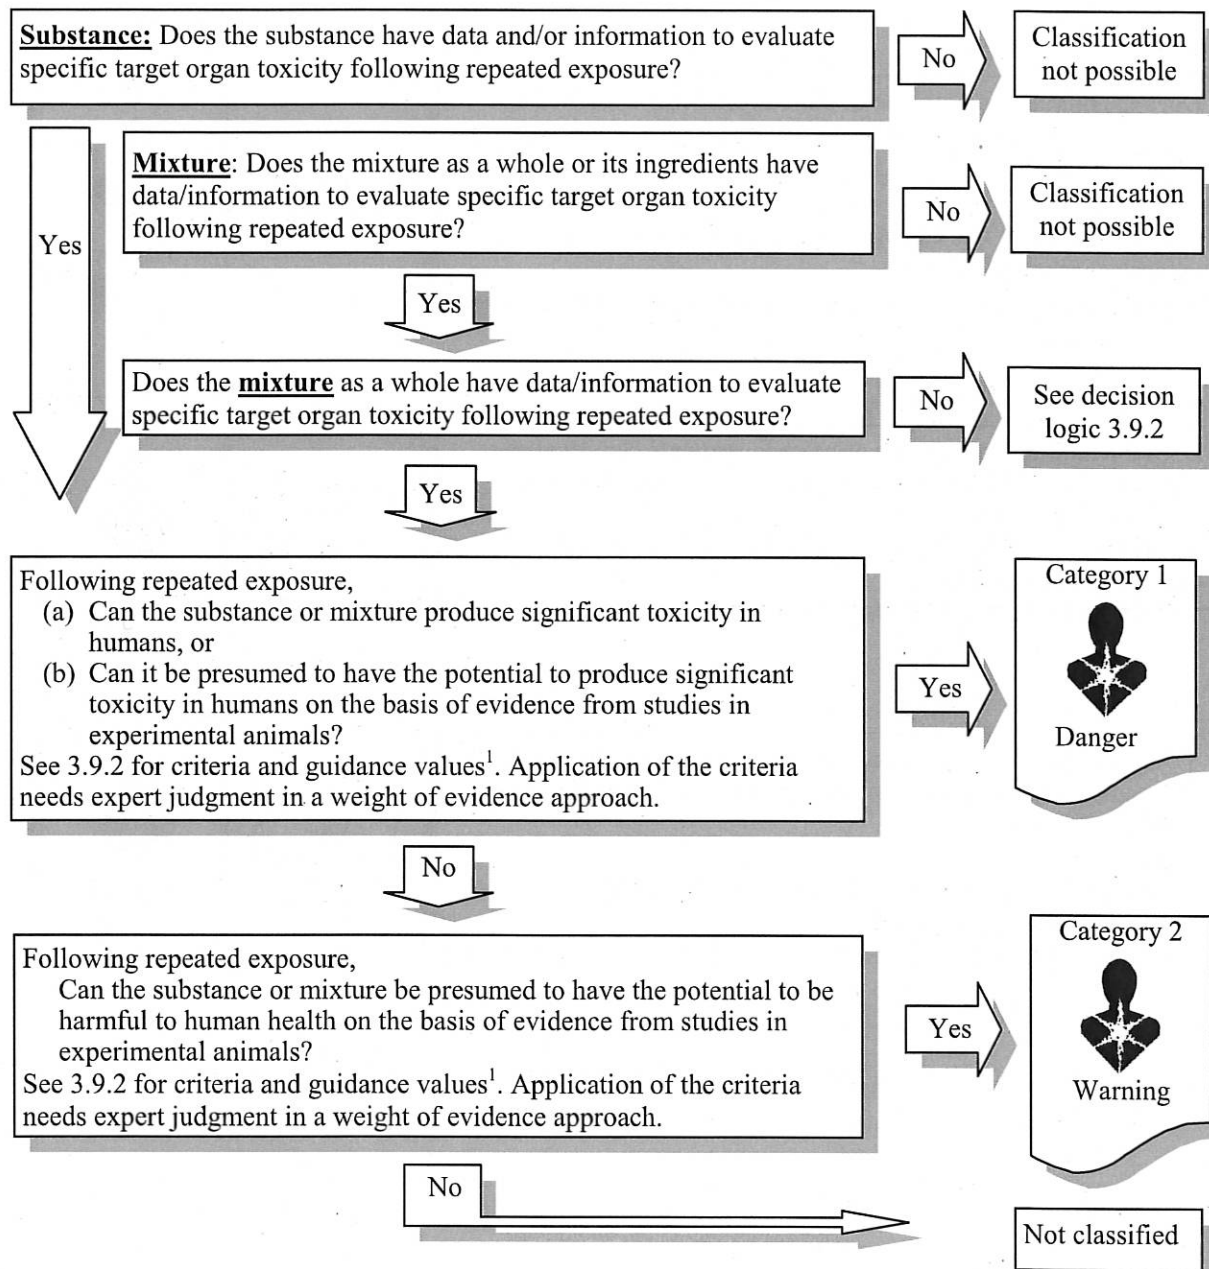 Substance: Does the substance have data and/or information to evaluate
specific target organ toxicity following repeated exposure?
No
Classification
not possible
Yes
Mixture: Does the mixture as a whole or its ingredients have
data/information to evaluate specific target organ toxicity
following repeated exposure?
No
Classification
not possible
Yes
Does the mixture as a whole have data/information to evaluate
specific target organ toxicity following repeated exposure?
No
See decision
logic 3.9.2
Yes
Following repeated exposure,
(a) Can the substance or mixture produce significant toxicity in
humans, or
(b) Can it be presumed to have the potential to produce significant
toxicity in humans on the basis of evidence from studies in
experimental animals?
See 3.9.2 for criteria and guidance values¹. Application of the criteria
needs expert judgment in a weight of evidence approach.
Yes
Category 1
Danger
No
Following repeated exposure,
Can the substance or mixture be presumed to have the potential to be
harmful to human health on the basis of evidence from studies in
experimental animals?
See 3.9.2 for criteria and guidance values¹. Application of the criteria
needs expert judgment in a weight of evidence approach.
Yes
Category 2
Warning
No
Not classified